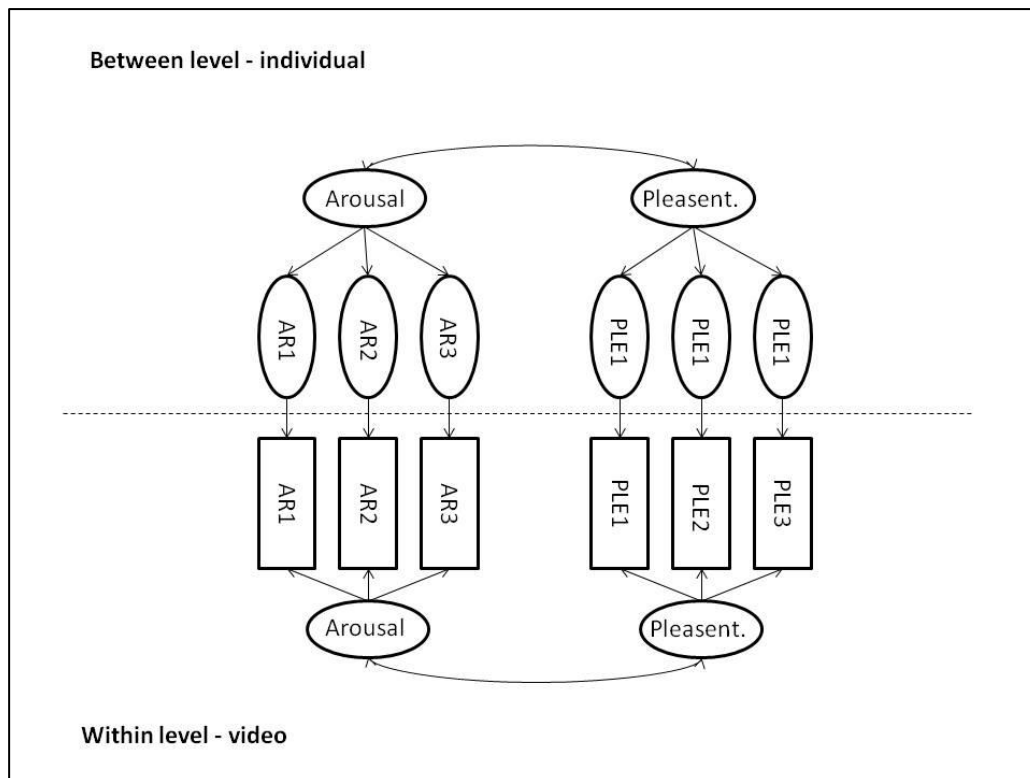 Between level - individual
Arousal
Pleasent.
AR1
AR2
AR3
PLE1
PLE1
PLE1
AR1
AR2
AR3
PLE1
PLE2
PLE3
Arousal
Pleasent.
Within level - video